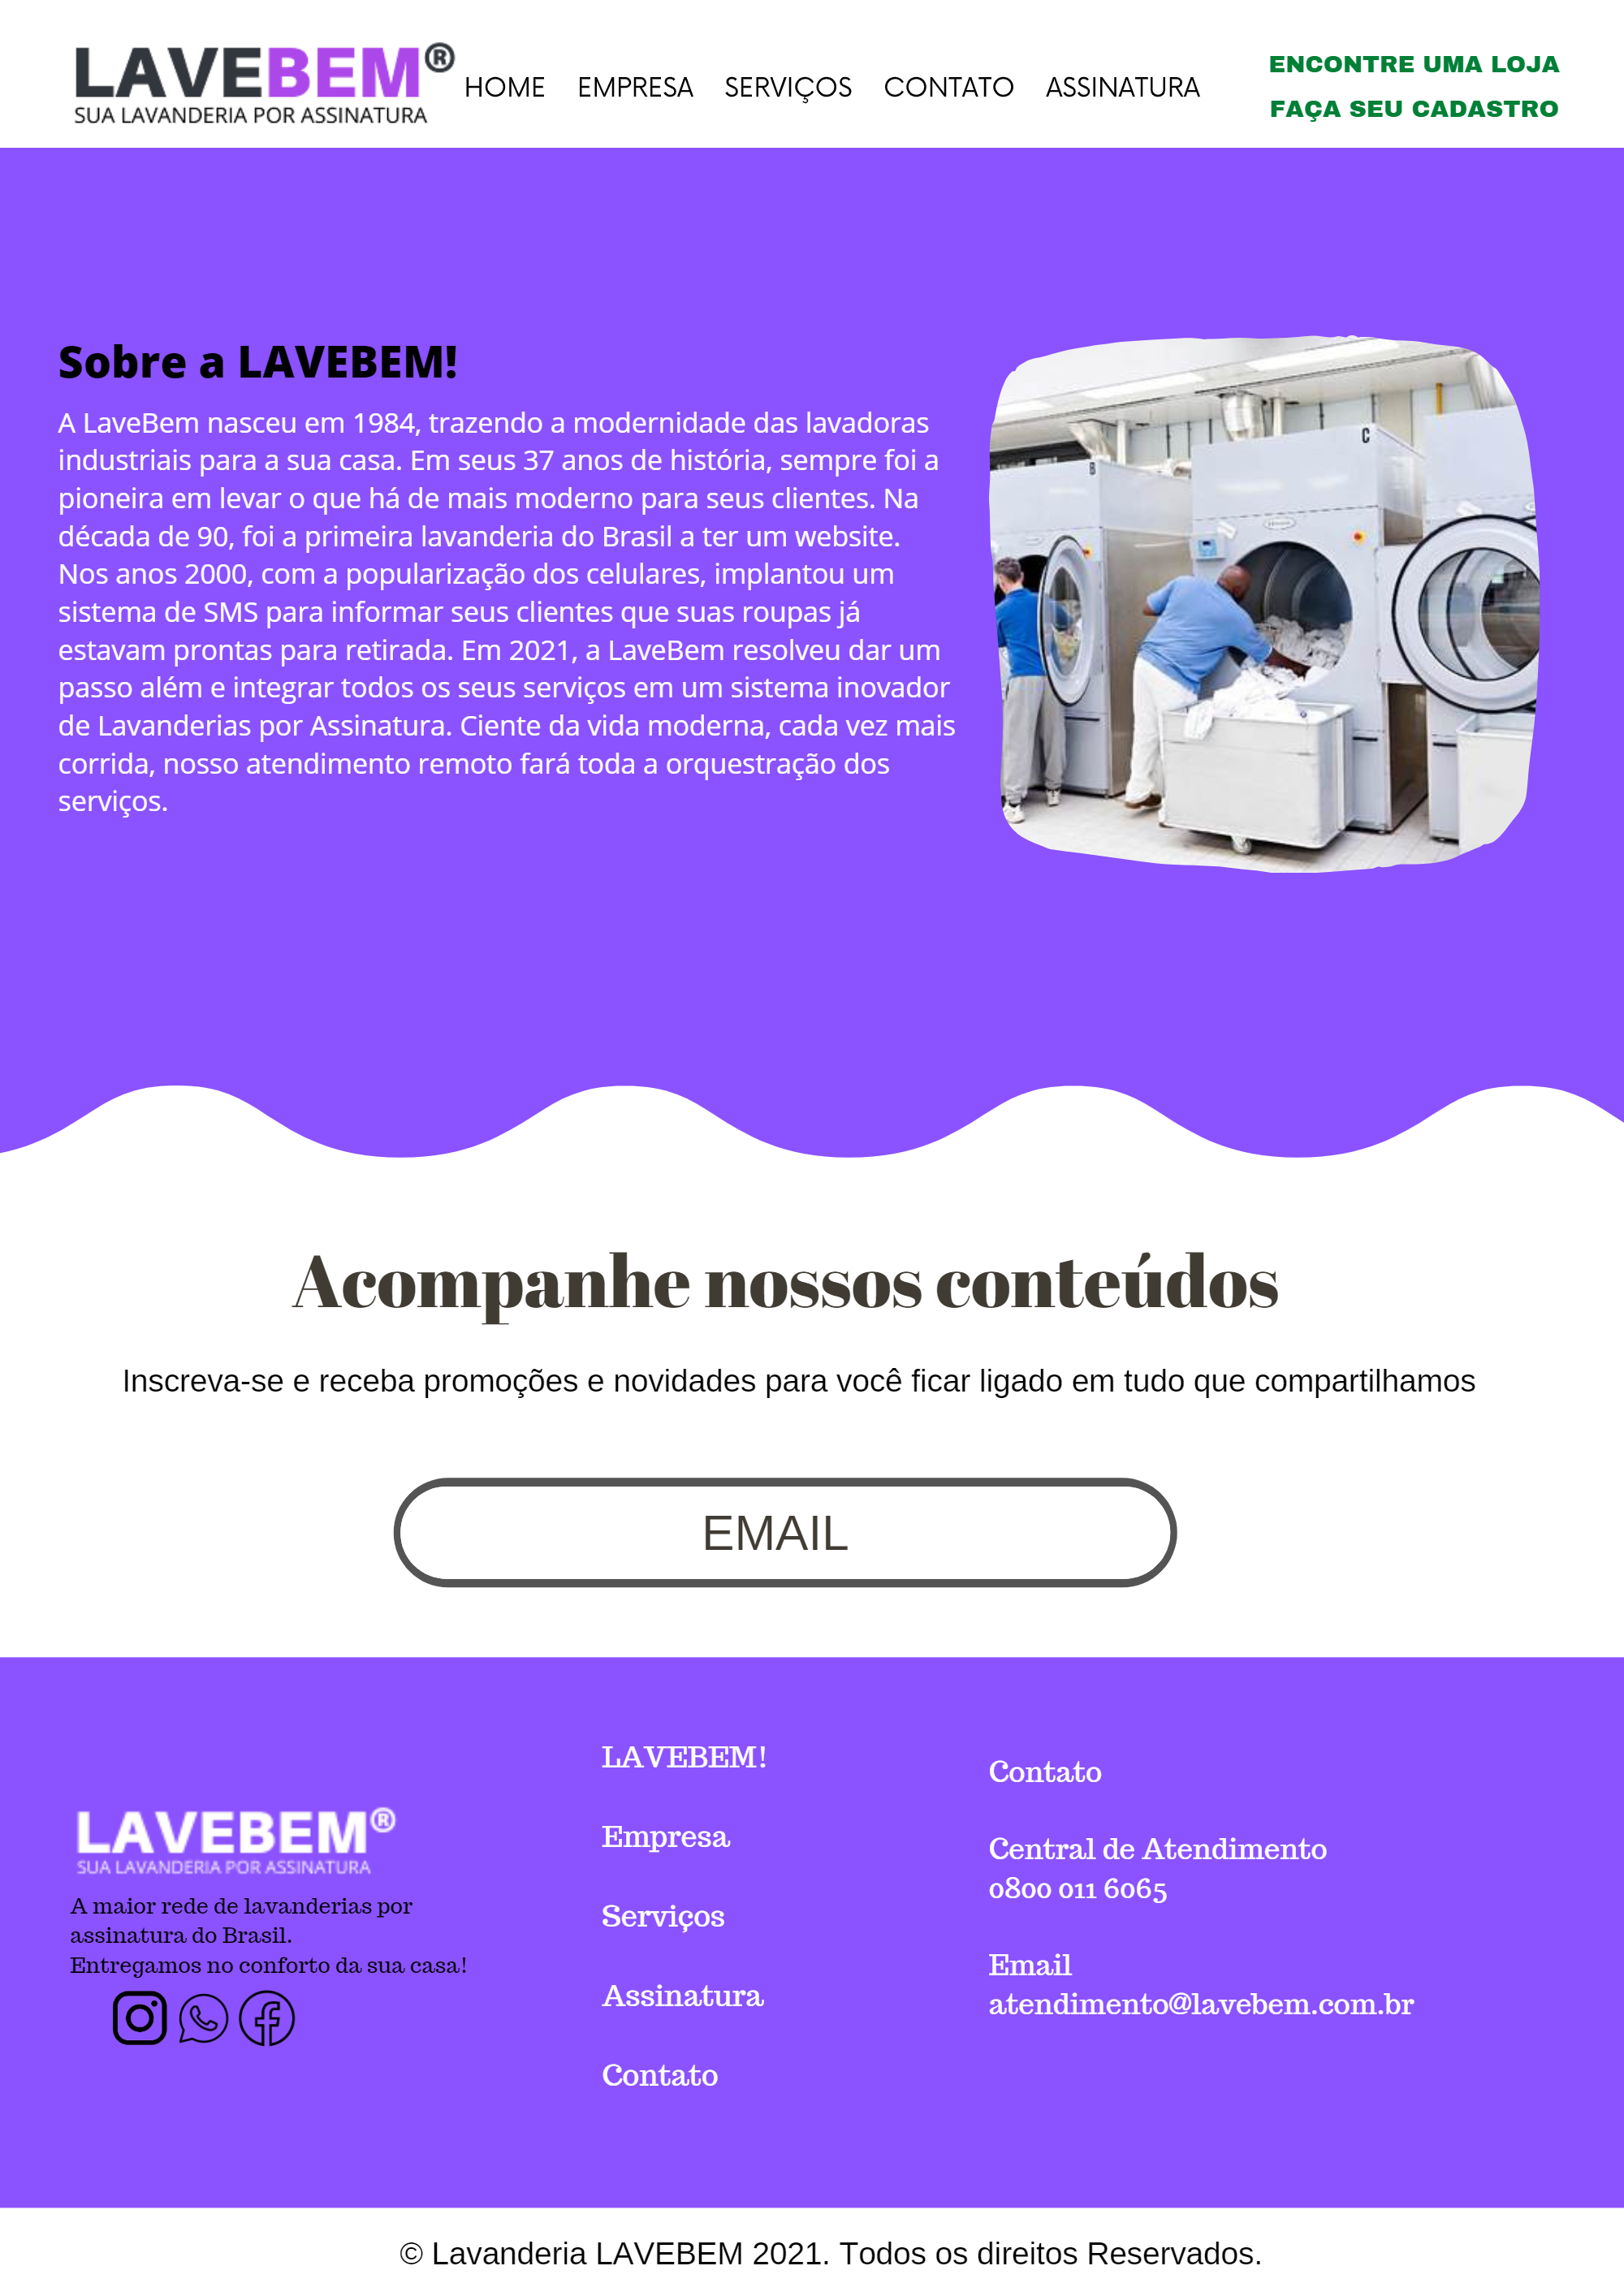 LAVEBEM®
SUA LAVANDERIA POR ASSINATURA
HOME EMPRESA SERVIÇOS CONTATO ASSINATURA
ENCONTRE UMA LOJA
FAÇA SEU CADASTRO
Sobre a LAVEBEM!
A LaveBem nasceu em 1984, trazendo a modernidade das lavadoras
industriais para a sua casa. Em seus 37 anos de história, sempre foi a
pioneira em levar o que há de mais moderno para seus clientes. Na
década de 90, foi a primeira lavanderia do Brasil a ter um website.
Nos anos 2000, com a popularização dos celulares, implantou um
sistema de SMS para informar seus clientes que suas roupas já
estavam prontas para retirada. Em 2021, a LaveBem resolveu dar um
passo além e integrar todos os seus serviços em um sistema inovador
de Lavanderias por Assinatura. Ciente da vida moderna, cada vez mais
corrida, nosso atendimento remoto fará toda a orquestração dos
serviços.
B
C
Acompanhe nossos conteúdos
Inscreva-se e receba promoções e novidades para você ficar ligado em tudo que compartilhamos
EMAIL
LAVEBEM®
SUA LAVANDERIA POR ASSINATURA
A maior rede de lavanderias por
assinatura do Brasil.
Entregamos no conforto da sua casa!
LAVEBEM!
Empresa
Serviços
Assinatura
Contato
Contato
Central de Atendimento
0800 011 6065
Email
atendimento@lavebem.com.br
© Lavanderia LAVEBEM 2021. Todos os direitos Reservados.